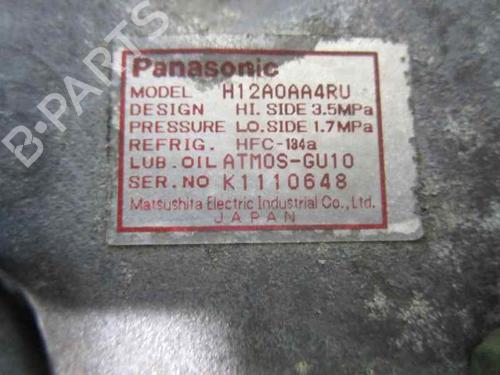 Panasonic
MODEL H12A0AA4RU
DESIGN HI.SIDE 3.5MPa
PRESSURE LO.SIDE 1.7MPa
REFRIG. HFC-134a
LUB.OIL ATMOS-GU10
SER.NO K1110648
Matsushita Electric Industrial Co., Ltd.
JAPAN
B-PARTS